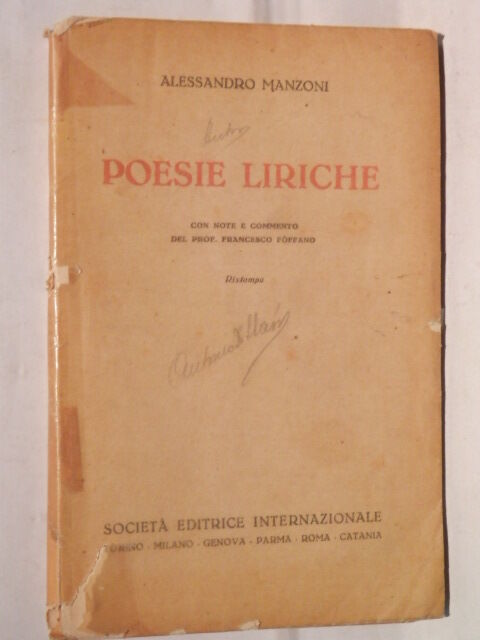 ALESSANDRO MANZONI
POESIE LIRICHE
CON NOTE E COMMENTO
DEL PROF. FRANCESCO FOFFANO
Ristampa
SOCIETÀ EDITRICE INTERNAZIONALE
TORINO - MILANO - GENOVA - PARMA - ROMA - CATANIA